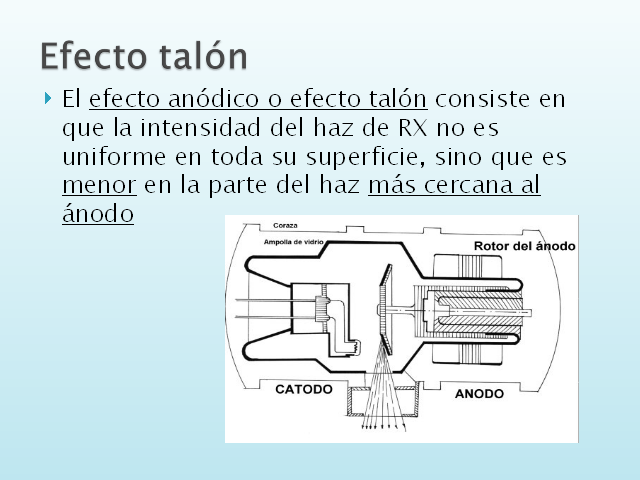 Efecto talón
El efecto anódico o efecto talón consiste en
que la intensidad del haz de RX no es
uniforme en toda su superficie, sino que es
menor en la parte del haz más cercana al
ánodo
Coraza
Ampolla de vidrio
Rotor del ánodo
CATODO
ANODO